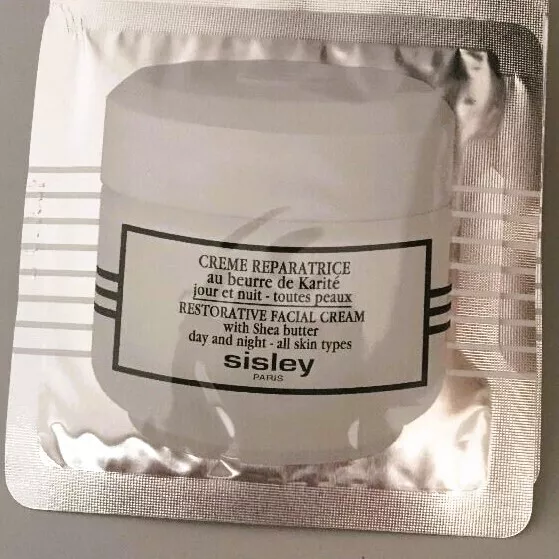 CREME REPARATRICE
au beurre de Karité
jour et nuit - toutes peaux
RESTORATIVE FACIAL CREAM
with Shea butter
day and night - all skin types
sisley
PARIS